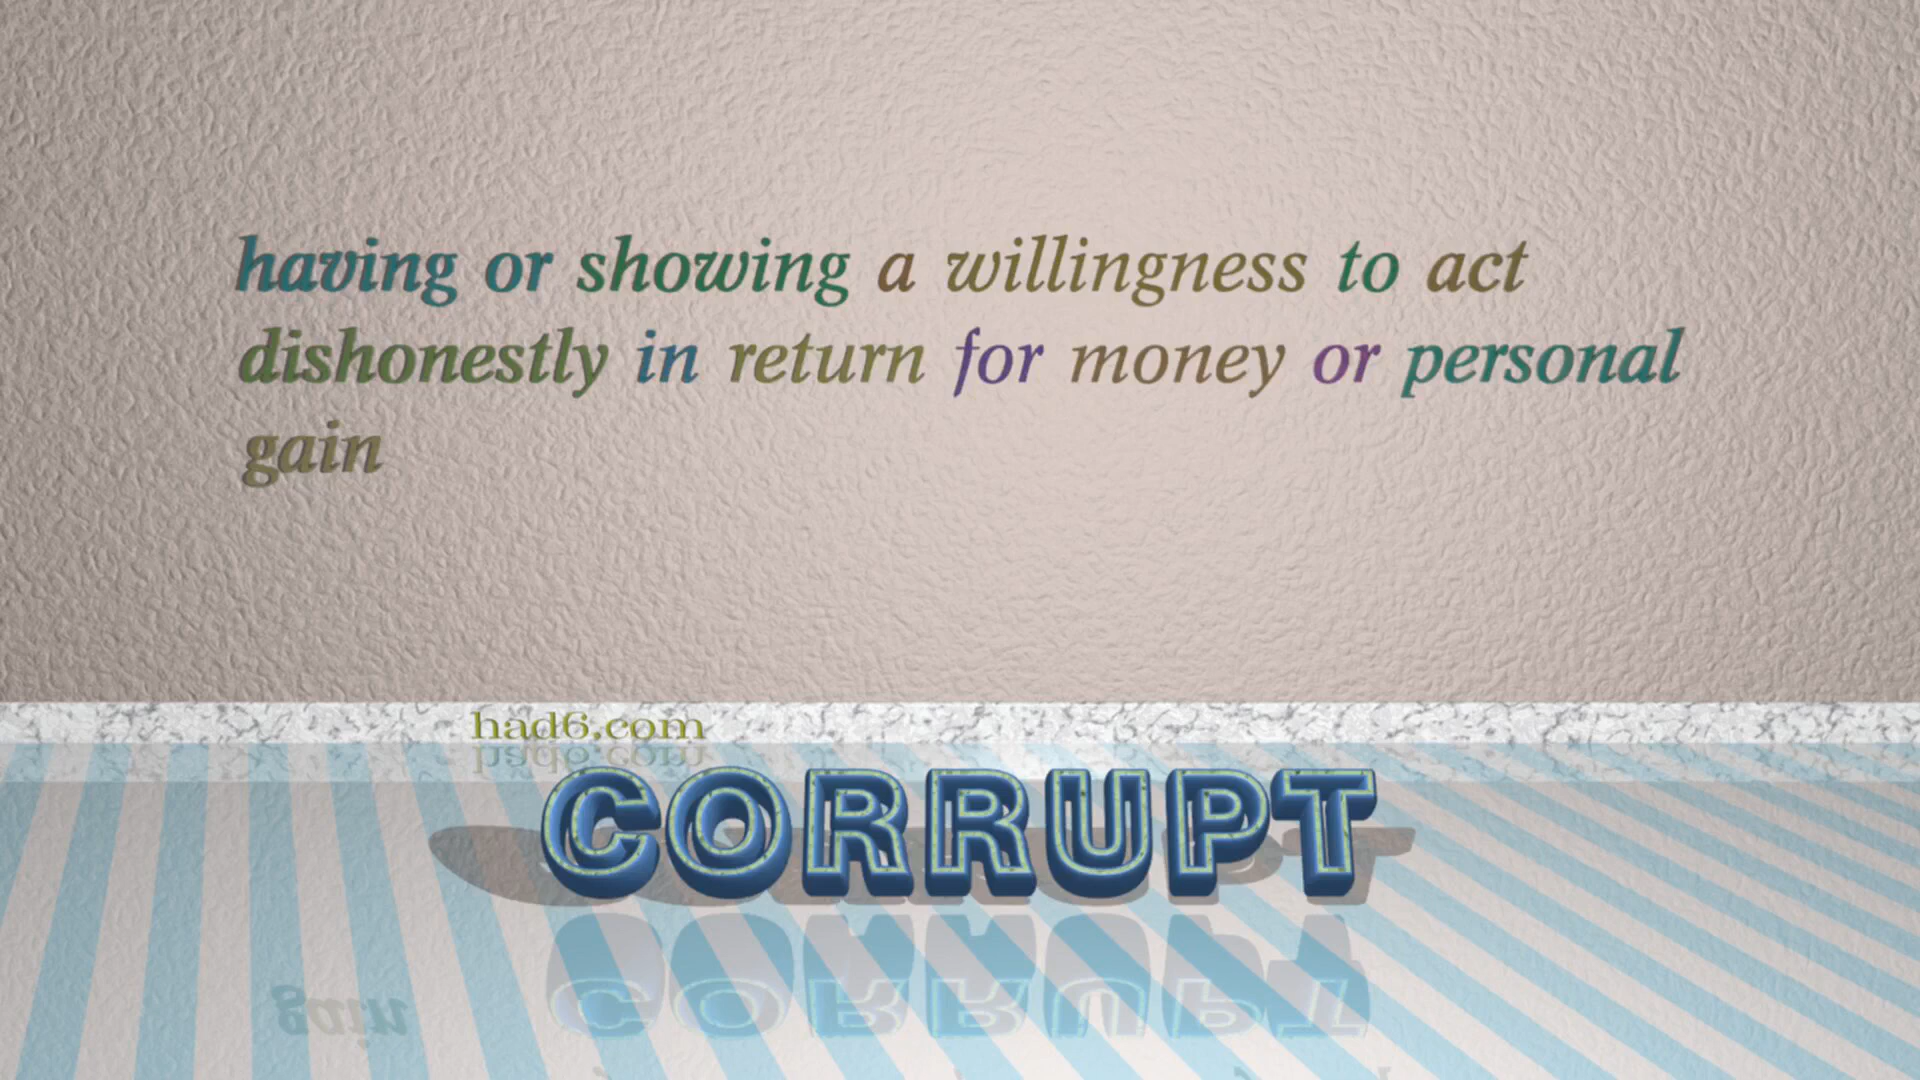 having or showing a willingness to act
dishonestly in return for money or personal
gain
had6.com
CORRUPT